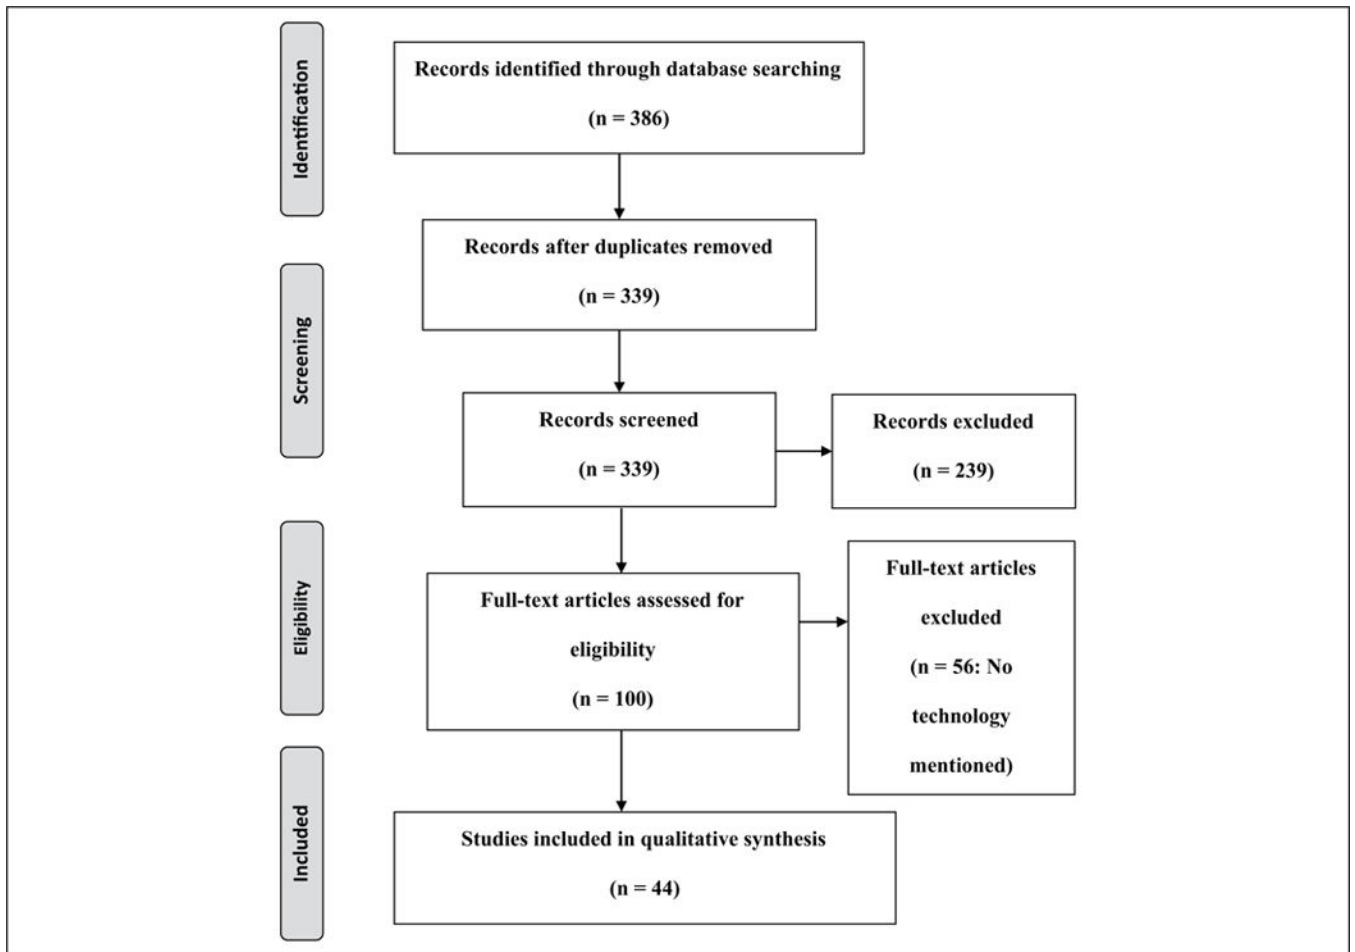 Identification
Records identified through database searching
(n = 386)
Records after duplicates removed
(n = 339)
Screening
Records screened
(n = 339)
Records excluded
(n = 239)
Eligibility
Full-text articles assessed for
eligibility
(n = 100)
Full-text articles
excluded
(n = 56: No
technology
mentioned)
Included
Studies included in qualitative synthesis
(n = 44)